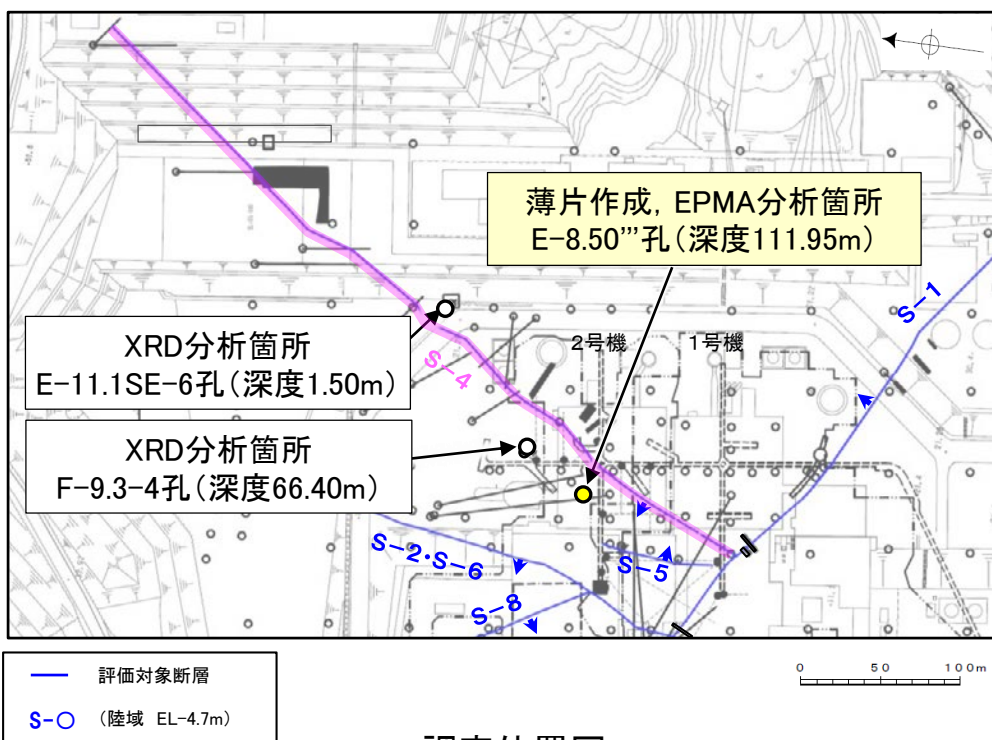 薄片作成, EPMA分析箇所
E-8.50'''孔(深度111.95m)
S-1
XRD分析箇所
E-11.1SE-6孔(深度1.50m)
S-4
2号機
1号機
XRD分析箇所
F-9.3-4孔(深度66.40m)
S-2・S-6
S-5
S-8
評価対象断層
S-○ (陸域 EL-4.7m)
0 50 100m